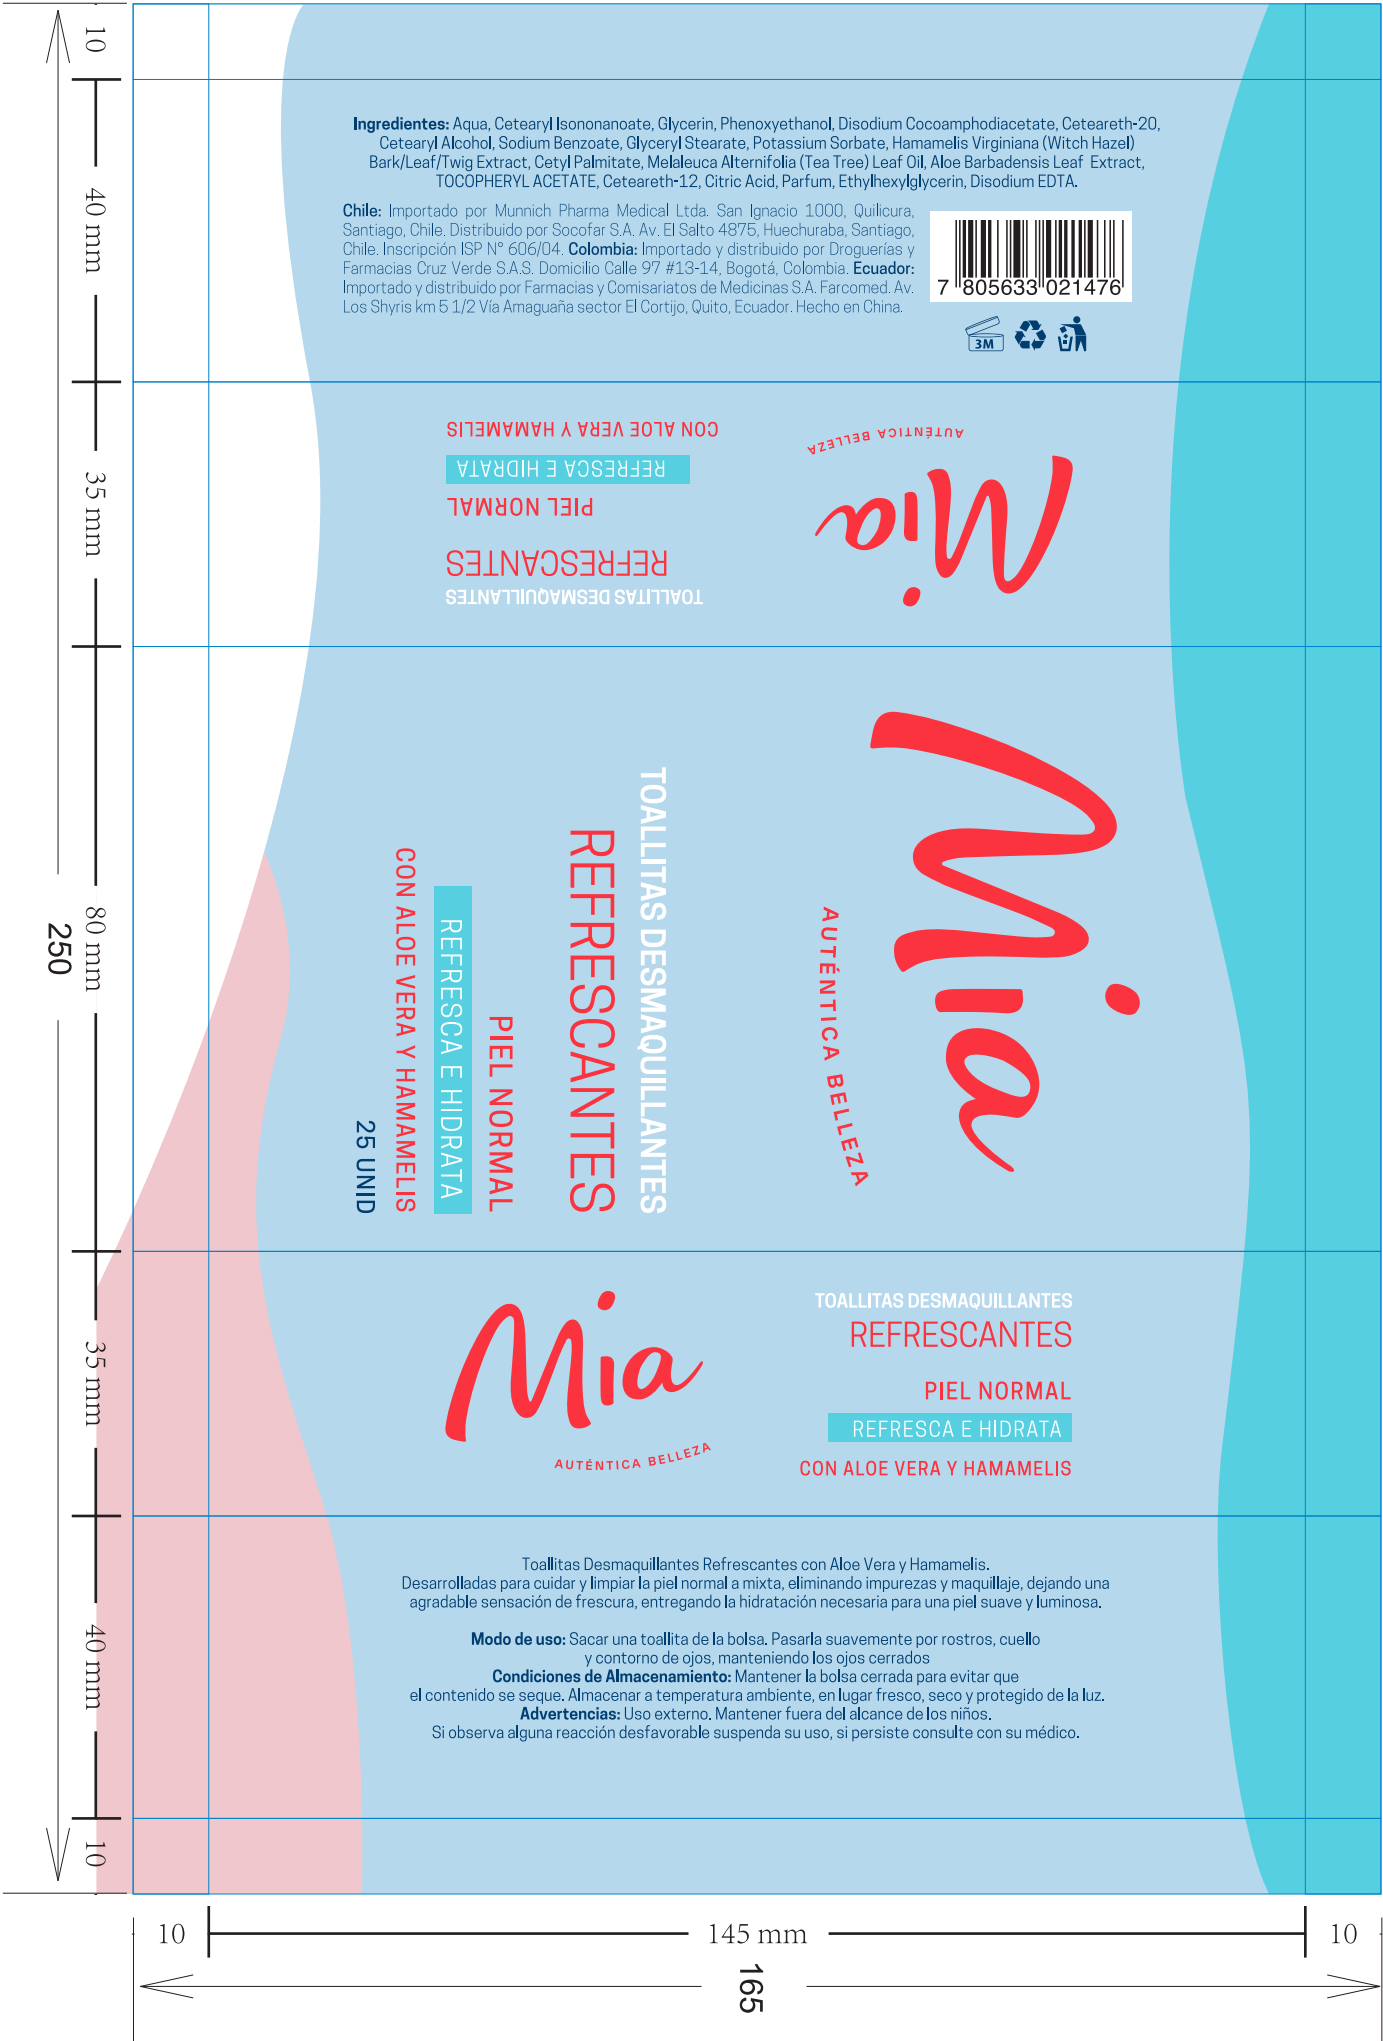 10
40 mm
35 mm
80 mm
35 mm
40 mm
10
250
Ingredientes: Aqua, Cetearyl Isononanoate, Glycerin, Phenoxyethanol, Disodium Cocoamphodiacetate, Ceteareth-20,
Cetearyl Alcohol, Sodium Benzoate, Glyceryl Stearate, Potassium Sorbate, Hamamelis Virginiana (Witch Hazel)
Bark/Leaf/Twig Extract, Cetyl Palmitate, Melaleuca Alternifolia (Tea Tree) Leaf Oil, Aloe Barbadensis Leaf Extract,
TOCOPHERYL ACETATE, Ceteareth-12, Citric Acid, Parfum, Ethylhexylglycerin, Disodium EDTA.
Chile: Importado por Munnich Pharma Medical Ltda. San Ignacio 1000, Quilicura,
Santiago, Chile. Distribuido por Socofar S.A. Av. El Salto 4875, Huechuraba, Santiago,
Chile. Inscripción ISP N° 606/04. Colombia: Importado y distribuido por Droguerías y
Farmacias Cruz Verde S.A.S. Domicilio Calle 97 #13-14, Bogotá, Colombia. Ecuador:
Importado y distribuido por Farmacias y Comisariatos de Medicinas S.A. Farcomed. Av.
Los Shyris km 5 1/2 Vía Amaguaña sector El Cortijo, Quito, Ecuador. Hecho en China.
7 805633 021476
3M
Mia
AUTÉNTICA BELLEZA
TOALLITAS DESMAQUILLANTES
REFRESCANTES
PIEL NORMAL
REFRESCA E HIDRATA
CON ALOE VERA Y HAMAMELIS
Mia
AUTÉNTICA BELLEZA
TOALLITAS DESMAQUILLANTES
REFRESCANTES
PIEL NORMAL
REFRESCA E HIDRATA
CON ALOE VERA Y HAMAMELIS
25 UNID
Mia
AUTÉNTICA BELLEZA
TOALLITAS DESMAQUILLANTES
REFRESCANTES
PIEL NORMAL
REFRESCA E HIDRATA
CON ALOE VERA Y HAMAMELIS
Toallitas Desmaquillantes Refrescantes con Aloe Vera y Hamamelis.
Desarrolladas para cuidar y limpiar la piel normal a mixta, eliminando impurezas y maquillaje, dejando una
agradable sensación de frescura, entregando la hidratación necesaria para una piel suave y luminosa.
Modo de uso: Sacar una toallita de la bolsa. Pasarla suavemente por rostros, cuello
y contorno de ojos, manteniendo los ojos cerrados
Condiciones de Almacenamiento: Mantener la bolsa cerrada para evitar que
el contenido se seque. Almacenar a temperatura ambiente, en lugar fresco, seco y protegido de la luz.
Advertencias: Uso externo. Mantener fuera del alcance de los niños.
Si observa alguna reacción desfavorable suspenda su uso, si persiste consulte con su médico.
10
145 mm
10
165